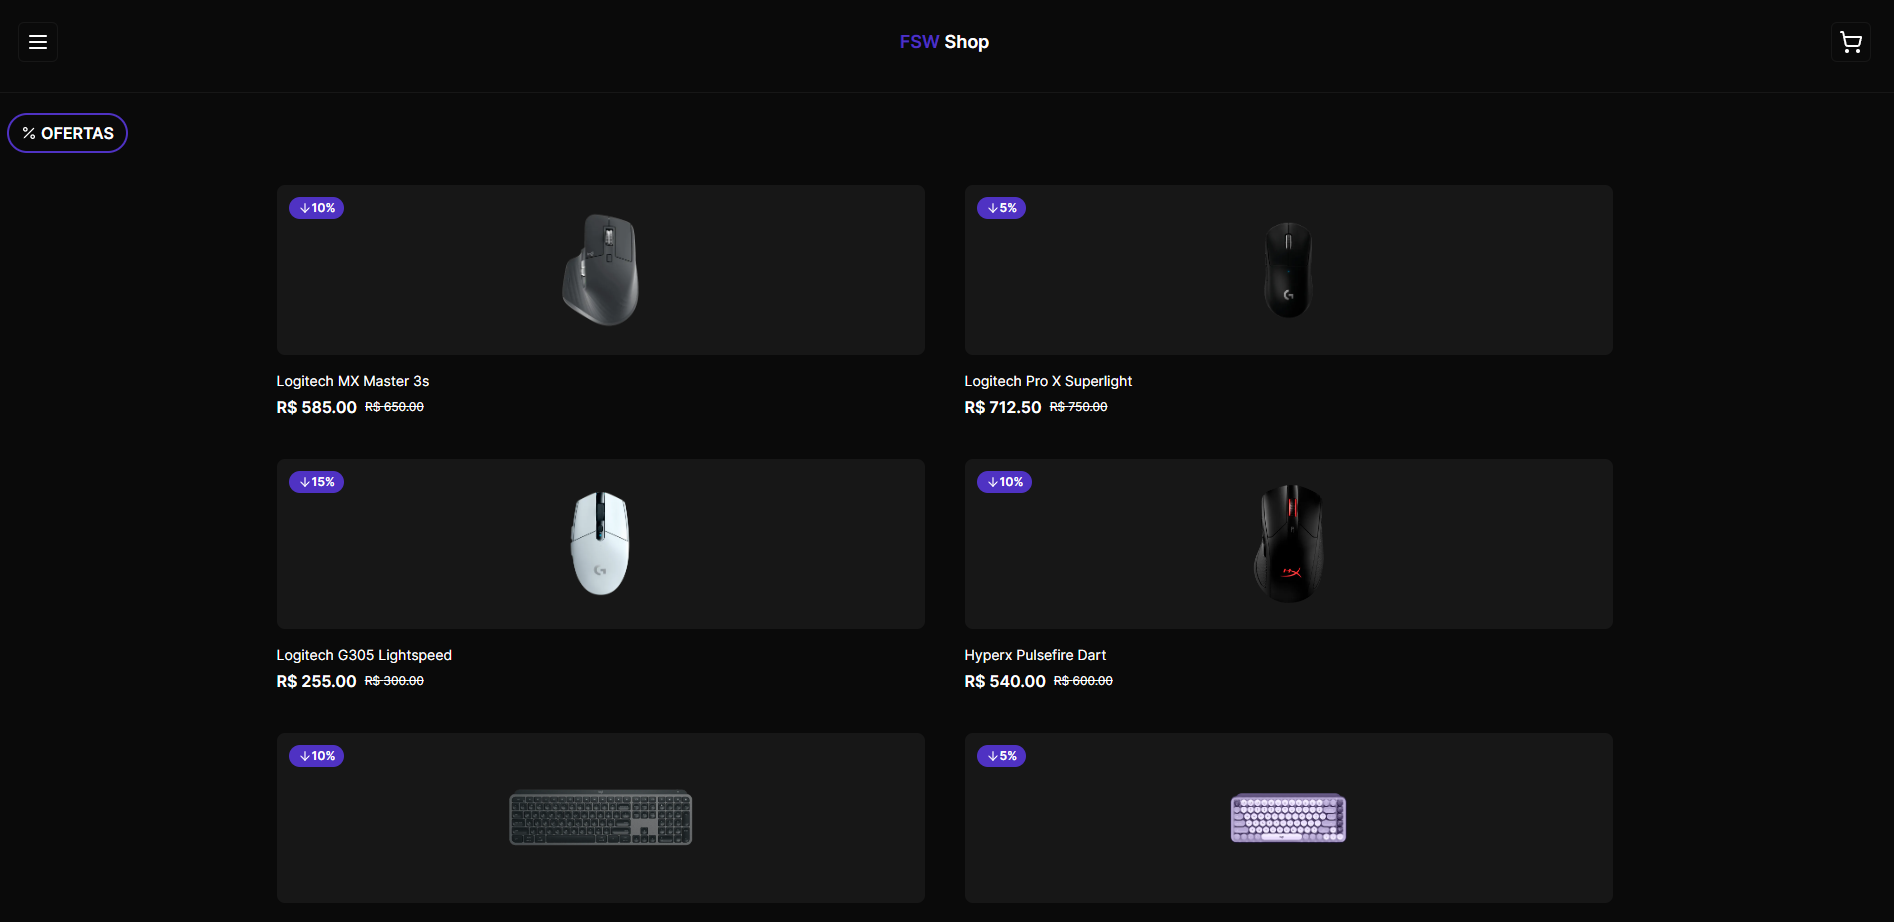 FSW Shop
% OFERTAS
↓10%
↓5%
Logitech MX Master 3s
R$ 585.00 R$ 650.00
Logitech Pro X Superlight
R$ 712.50 R$ 750.00
↓15%
↓10%
Logitech G305 Lightspeed
R$ 255.00 R$ 300.00
Hyperx Pulsefire Dart
R$ 540.00 R$ 600.00
↓10%
↓5%